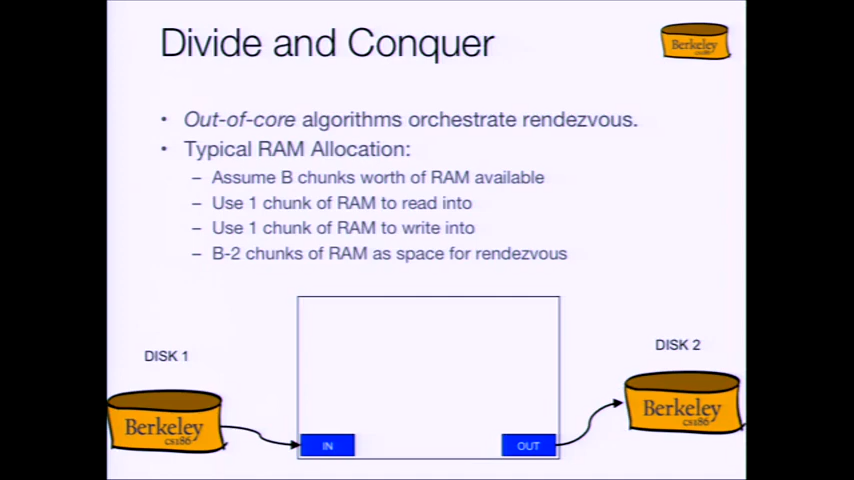 Divide and Conquer
Berkeley
cs186
• Out-of-core algorithms orchestrate rendezvous.
• Typical RAM Allocation:
– Assume B chunks worth of RAM available
– Use 1 chunk of RAM to read into
– Use 1 chunk of RAM to write into
– B-2 chunks of RAM as space for rendezvous
DISK 1
DISK 2
Berkeley
cs186
Berkeley
cs186
IN
OUT